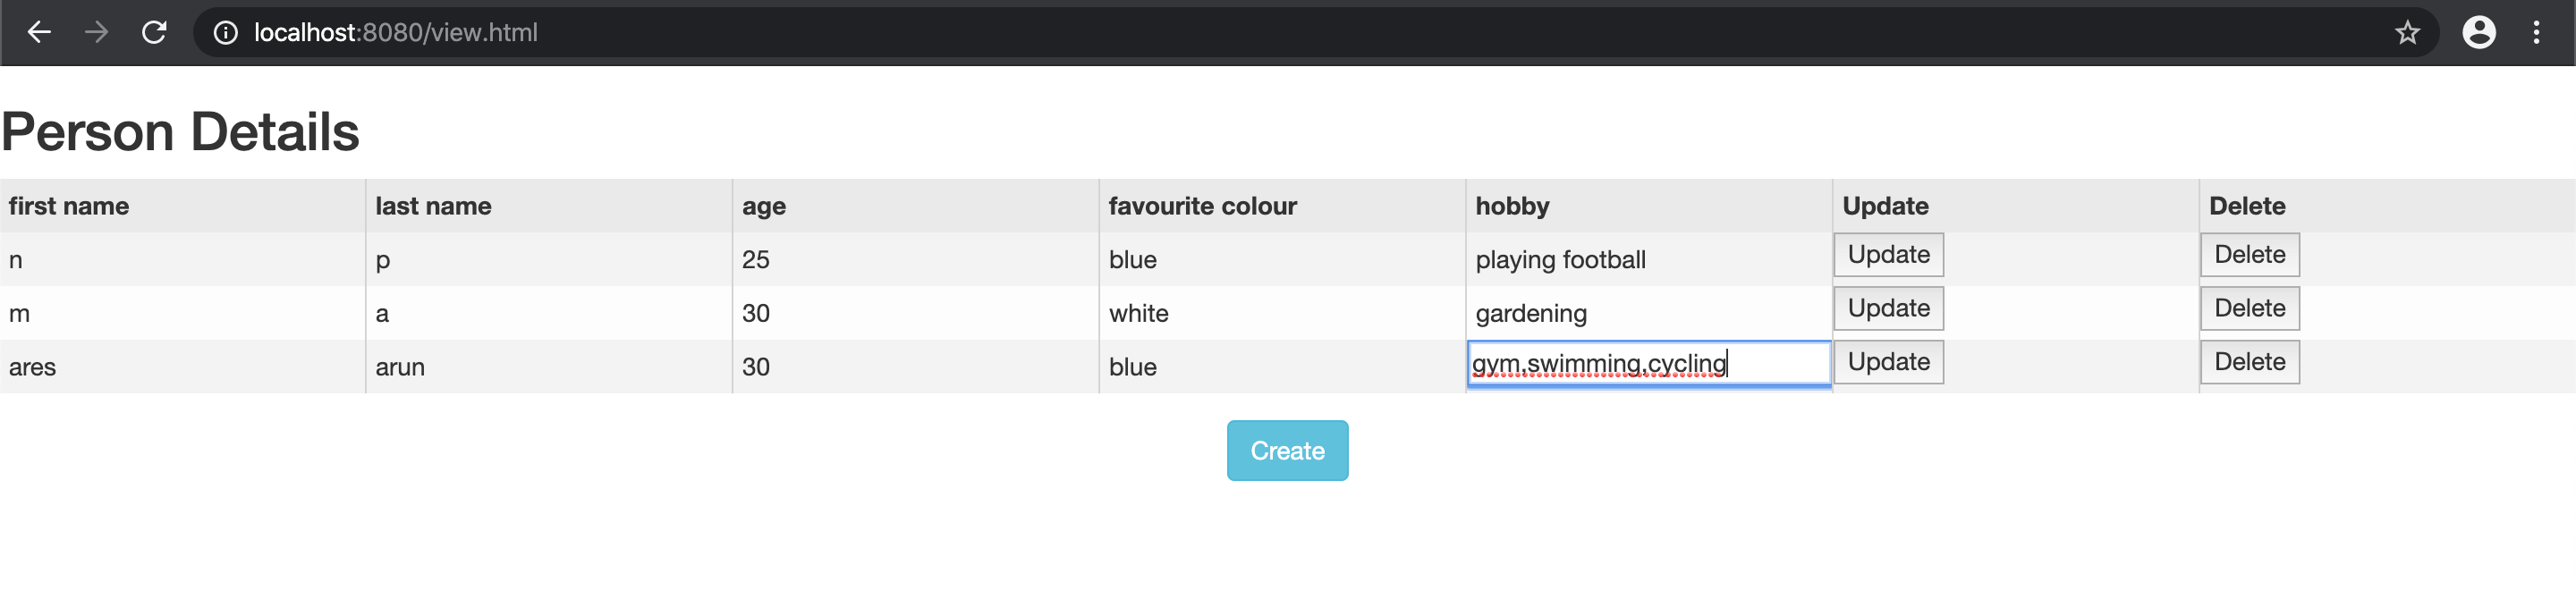 localhost:8080/view.html
Person Details
first name last name age favourite colour hobby Update Delete
n p 25 blue playing football Update Delete
m a 30 white gardening Update Delete
ares arun 30 blue gym,swimming,cycling Update Delete
Create